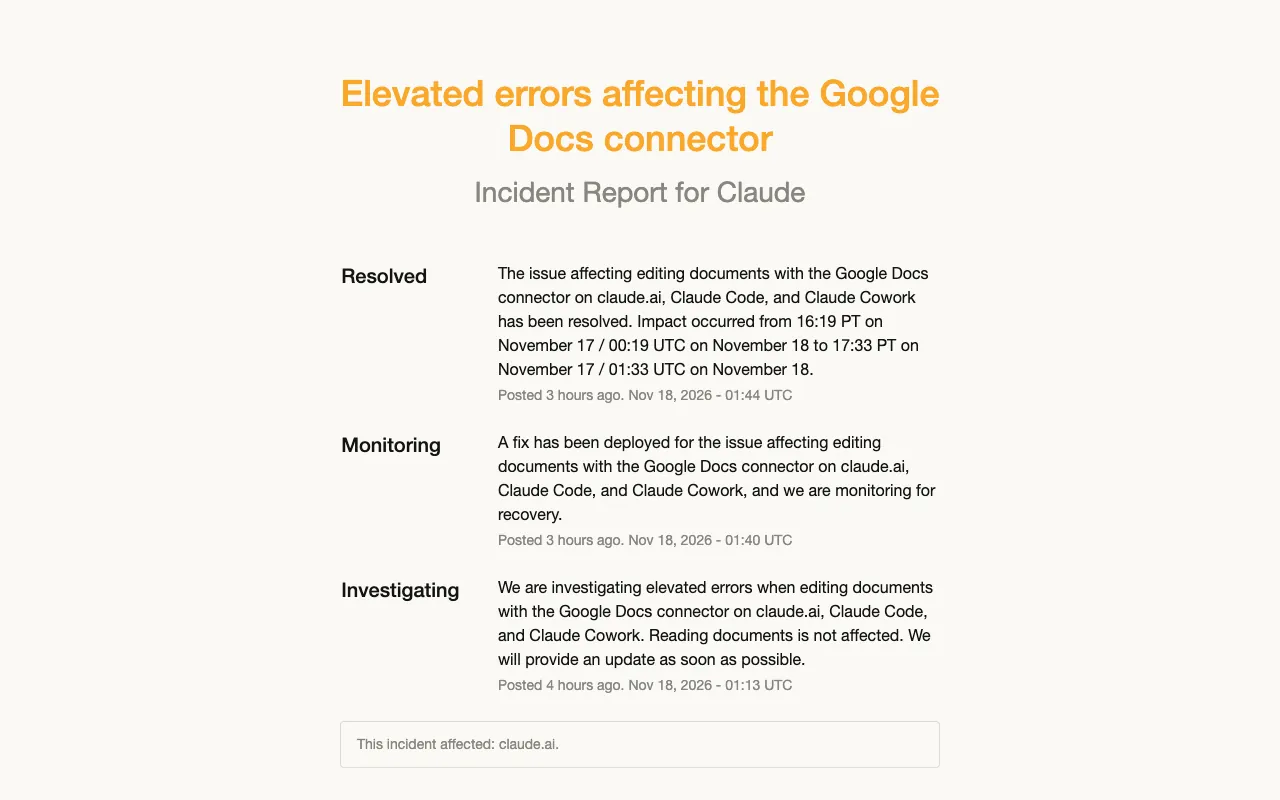 Elevated errors affecting the Google
Docs connector
Incident Report for Claude
Resolved
The issue affecting editing documents with the Google Docs
connector on claude.ai, Claude Code, and Claude Cowork
has been resolved. Impact occurred from 16:19 PT on
November 17 / 00:19 UTC on November 18 to 17:33 PT on
November 17 / 01:33 UTC on November 18.
Posted 3 hours ago. Nov 18, 2026 - 01:44 UTC
Monitoring
A fix has been deployed for the issue affecting editing
documents with the Google Docs connector on claude.ai,
Claude Code, and Claude Cowork, and we are monitoring for
recovery.
Posted 3 hours ago. Nov 18, 2026 - 01:40 UTC
Investigating
We are investigating elevated errors when editing documents
with the Google Docs connector on claude.ai, Claude Code,
and Claude Cowork. Reading documents is not affected. We
will provide an update as soon as possible.
Posted 4 hours ago. Nov 18, 2026 - 01:13 UTC
This incident affected: claude.ai.